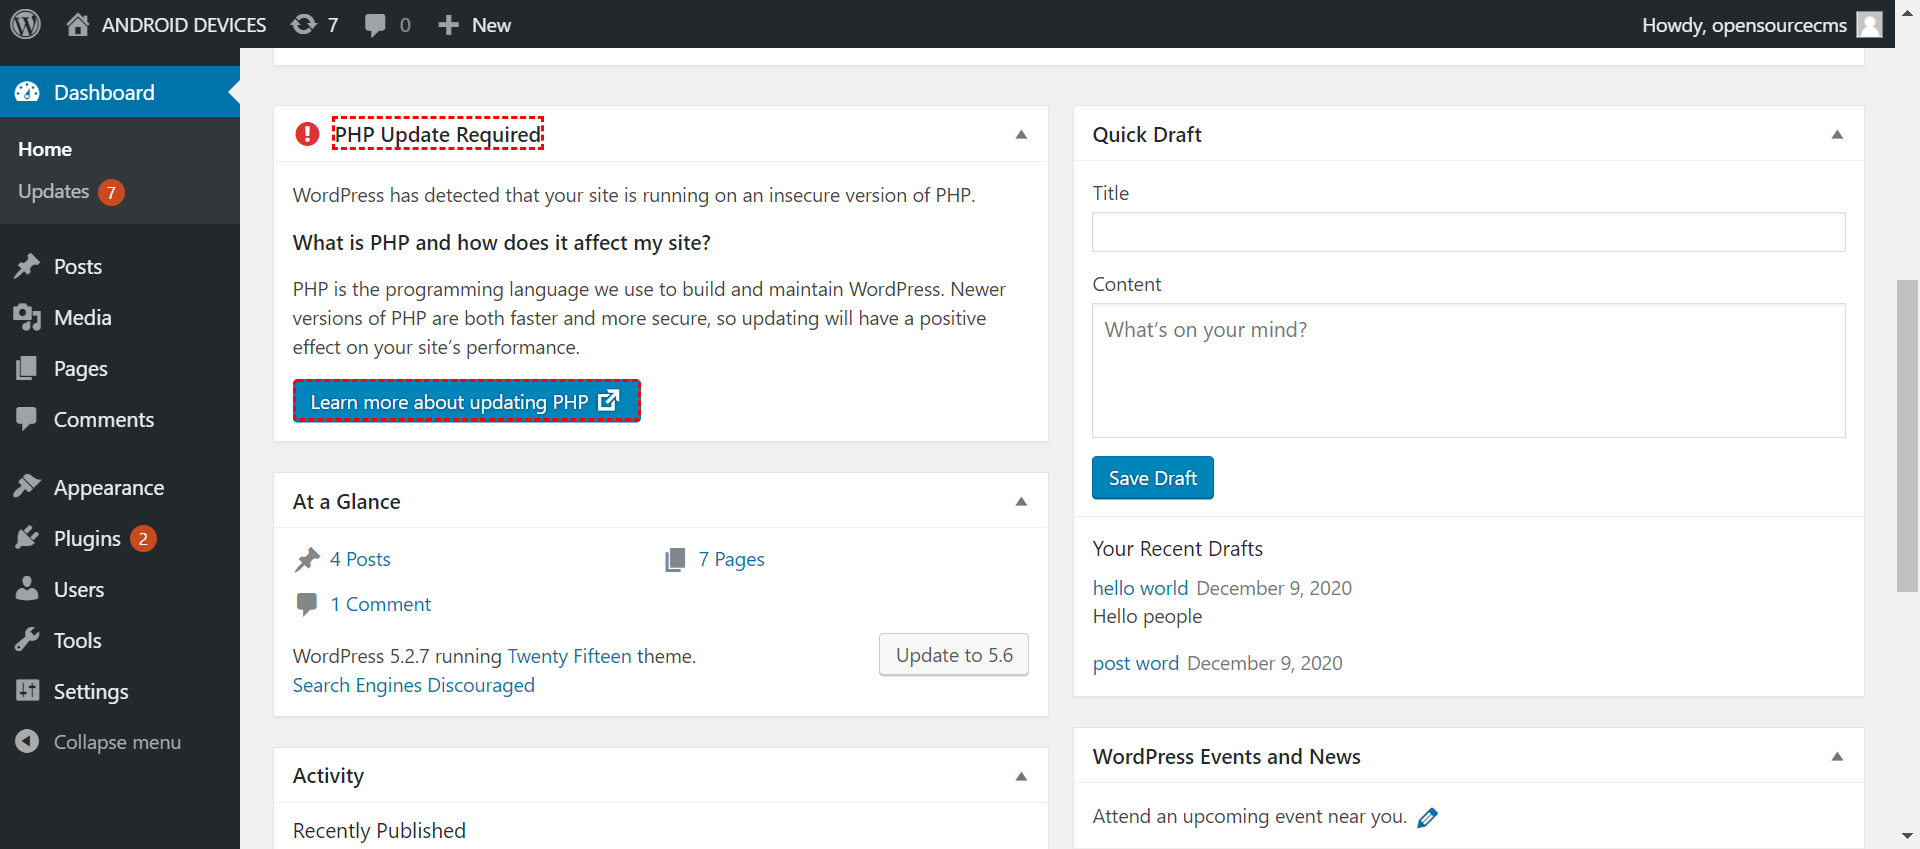 ANDROID DEVICES 7 0 New Howdy, opensourcecms
Dashboard
Home
Updates 7
Posts
Media
Pages
Comments
Appearance
Plugins 2
Users
Tools
Settings
Collapse menu
PHP Update Required
WordPress has detected that your site is running on an insecure version of PHP.
What is PHP and how does it affect my site?
PHP is the programming language we use to build and maintain WordPress. Newer
versions of PHP are both faster and more secure, so updating will have a positive
effect on your site’s performance.
Learn more about updating PHP
At a Glance
4 Posts 7 Pages
1 Comment
WordPress 5.2.7 running Twenty Fifteen theme. Update to 5.6
Search Engines Discouraged
Activity
Recently Published
Quick Draft
Title
Content
What’s on your mind?
Save Draft
Your Recent Drafts
hello world December 9, 2020
Hello people
post word December 9, 2020
WordPress Events and News
Attend an upcoming event near you.